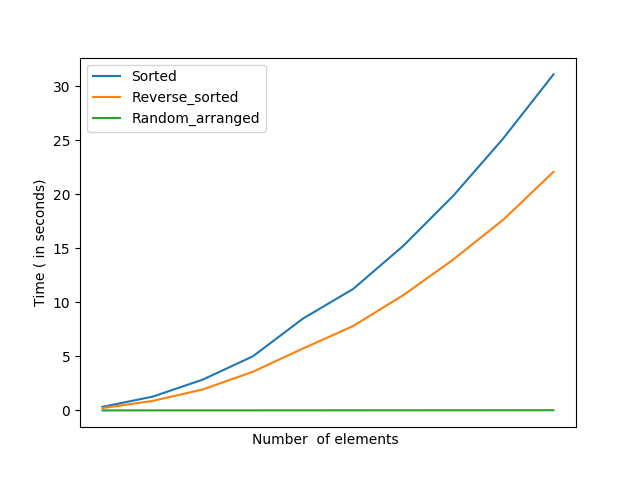 Sorted
Reverse_sorted
Random_arranged
30
25
20
15
10
5
0
Time ( in seconds)
Number  of elements